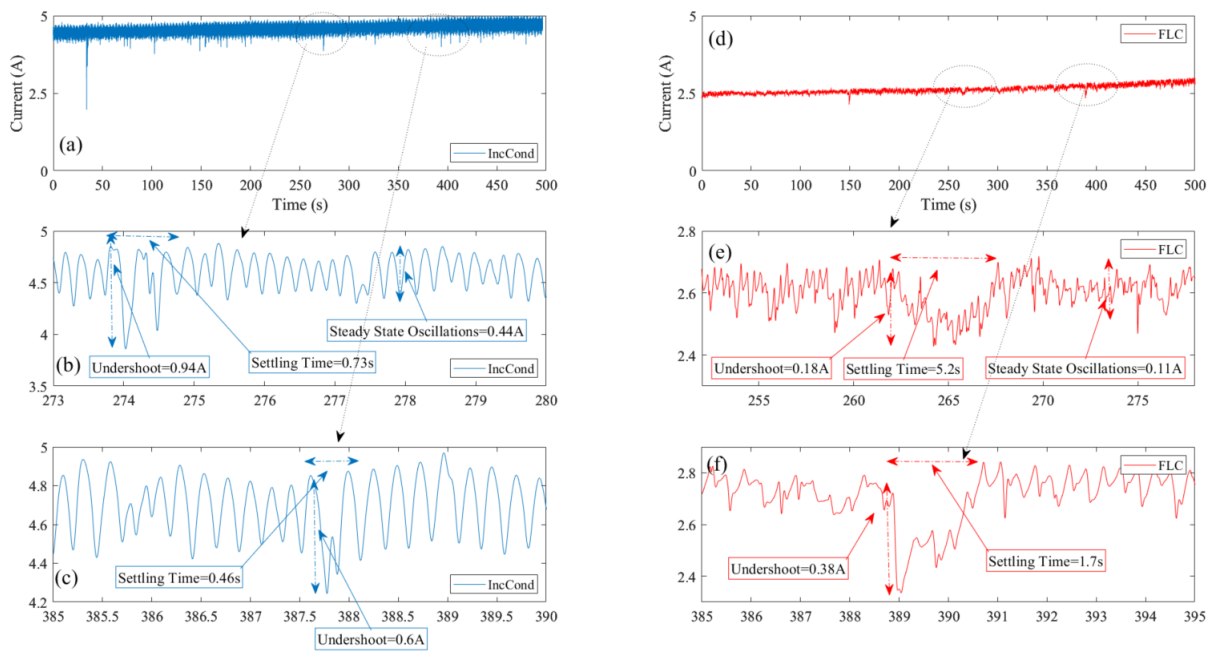 5
2.5
0
Current (A)
(a)
IncCond
0 50 100 150 200 250 300 350 400 450 500
Time (s)
5
4.5
4
3.5
(b)
Undershoot=0.94A
Settling Time=0.73s
Steady State Oscillations=0.44A
IncCond
273 274 275 276 277 278 279 280
5
4.8
4.6
4.4
4.2
(c)
Settling Time=0.46s
Undershoot=0.6A
IncCond
385 385.5 386 386.5 387 387.5 388 388.5 389 389.5 390
5
2.5
0
Current (A)
(d)
FLC
0 50 100 150 200 250 300 350 400 450 500
Time (s)
2.8
2.6
2.4
(e)
FLC
Undershoot=0.18A
Settling Time=5.2s
Steady State Oscillations=0.11A
255 260 265 270 275
2.8
2.6
2.4
(f)
FLC
Undershoot=0.38A
Settling Time=1.7s
385 386 387 388 389 390 391 392 393 394 395